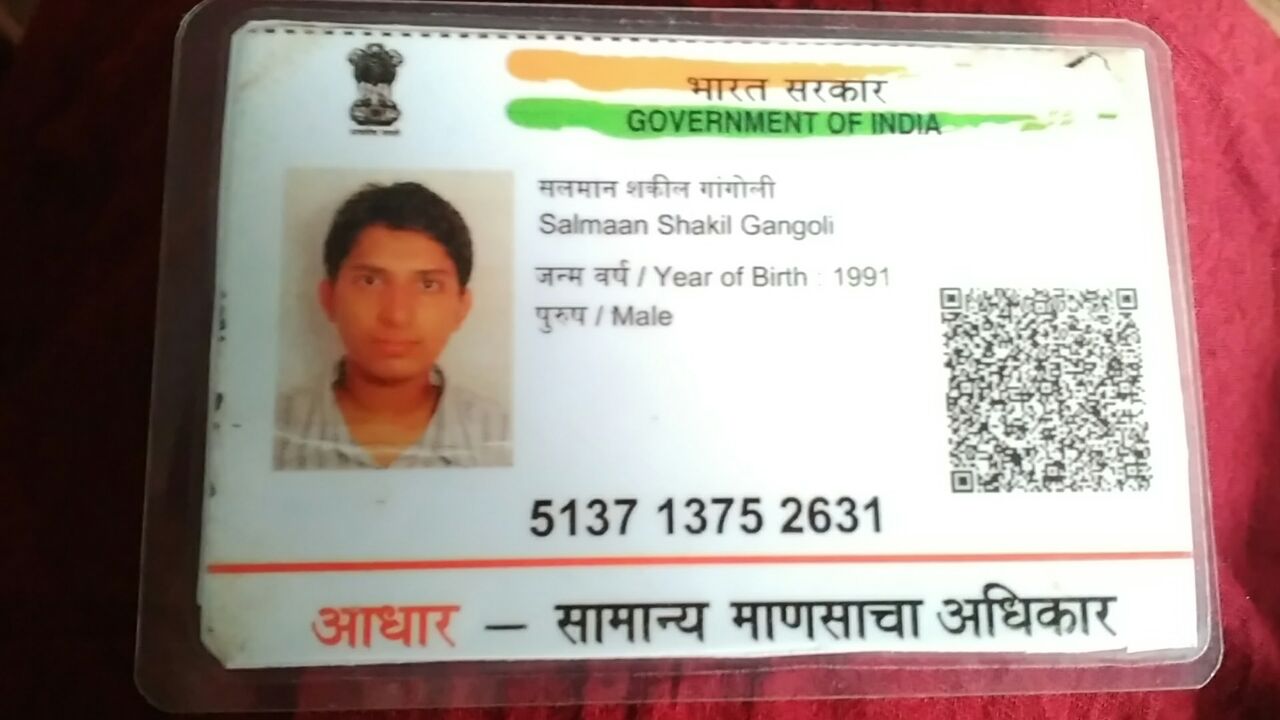 भारत सरकार
GOVERNMENT OF INDIA
सलमान शकील गांगोली
Salmaan Shakil Gangoli
जन्म वर्ष / Year of Birth : 1991
पुरुष / Male
5137 1375 2631
आधार — सामान्य माणसाचा अधिकार